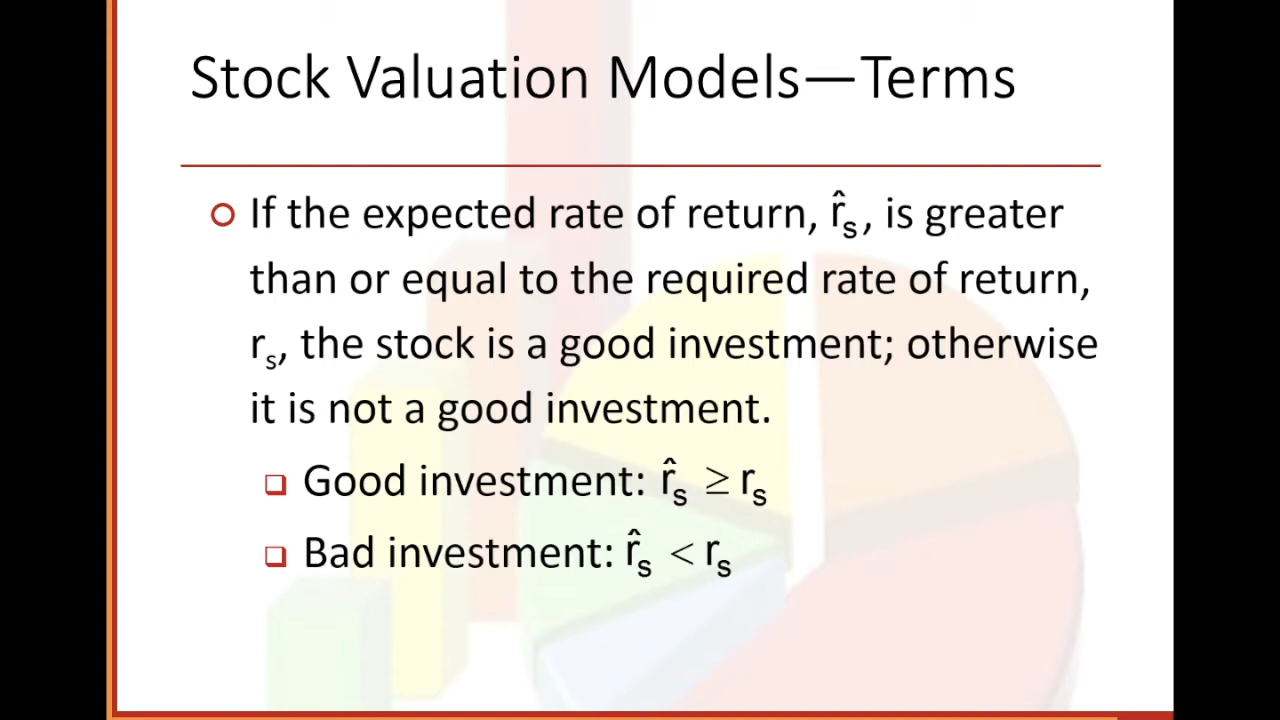 Stock Valuation Models—Terms
If the expected rate of return, r̂ₛ, is greater
than or equal to the required rate of return,
rₛ, the stock is a good investment; otherwise
it is not a good investment.
Good investment: r̂ₛ ≥ rₛ
Bad investment: r̂ₛ < rₛ